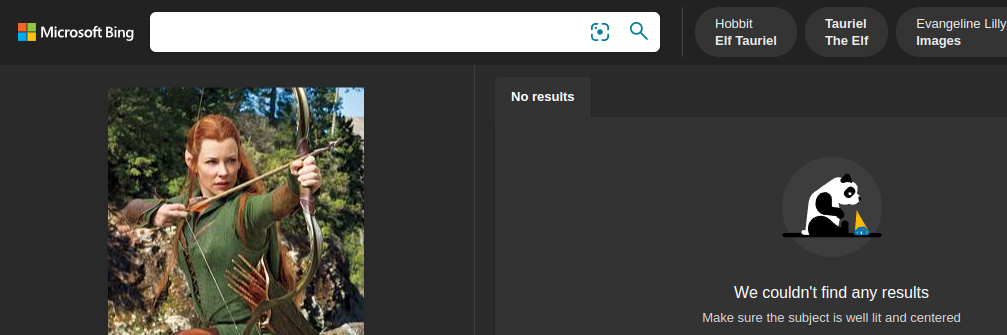 Microsoft Bing
Hobbit
Elf Tauriel
Tauriel
The Elf
Evangeline Lilly
Images
No results
We couldn't find any results
Make sure the subject is well lit and centered